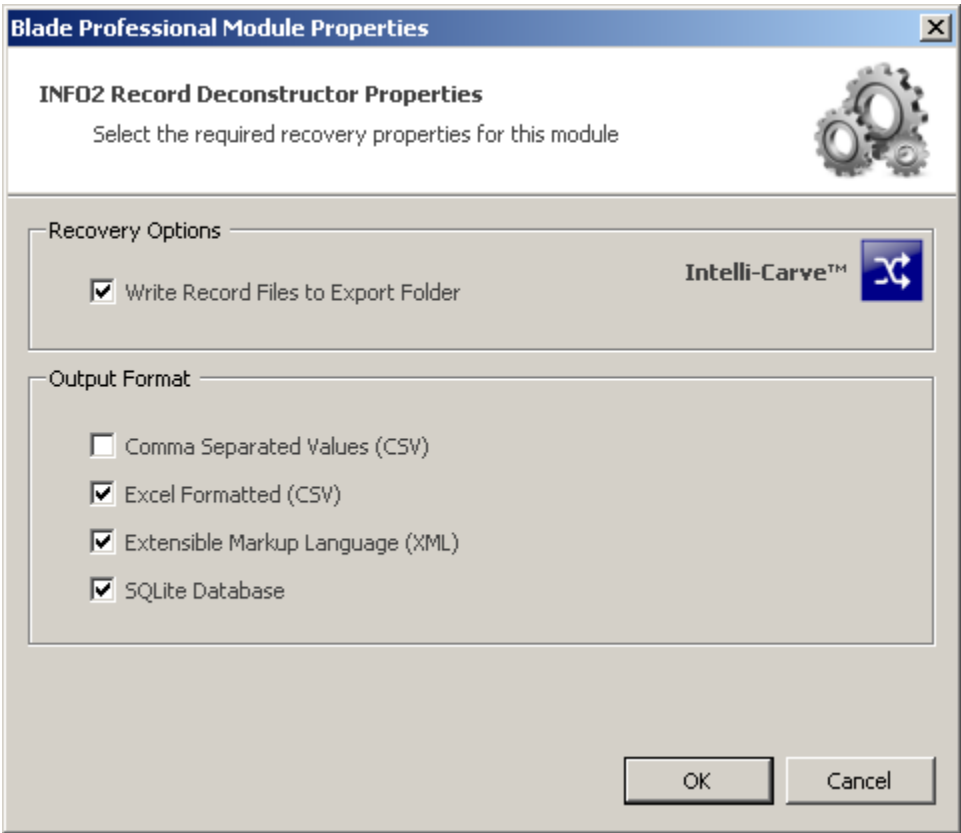 Blade Professional Module Properties
INFO2 Record Deconstructor Properties
Select the required recovery properties for this module
Recovery Options
Write Record Files to Export Folder
Intelli-Carve™
Output Format
Comma Separated Values (CSV)
Excel Formatted (CSV)
Extensible Markup Language (XML)
SQLite Database
OK
Cancel